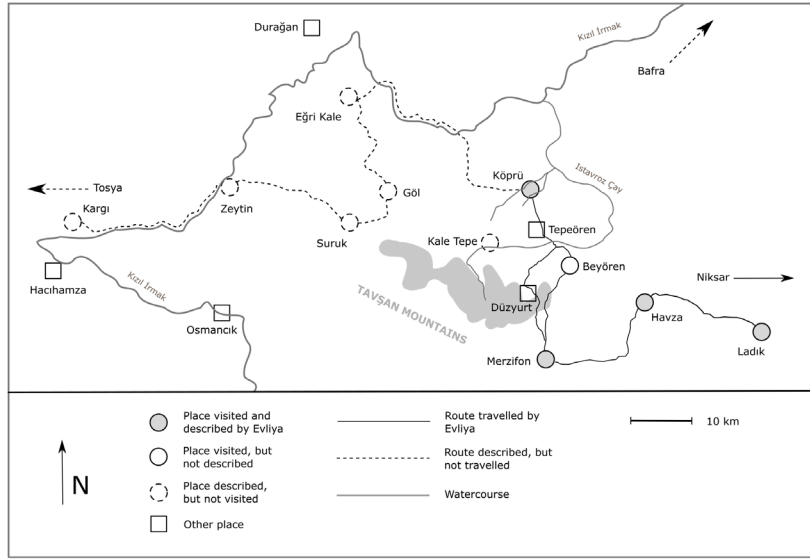 Durağan
Kızıl Irmak
Bafra
Eğri Kale
Köprü
Istavroz Çay
Tosya
Zeytin
Göl
Kargı
Suruk
Kale Tepe
Tepeören
Beyören
Hacıhamza
Kızıl Irmak
Osmancık
TAVŞAN MOUNTAINS
Düzyurt
Niksar
Havza
Ladık
Merzifon
Place visited and
described by Evliya
Place visited, but
not described
Place described,
but not visited
Other place
Route travelled by
Evliya
Route described, but
not travelled
Watercourse
10 km
N